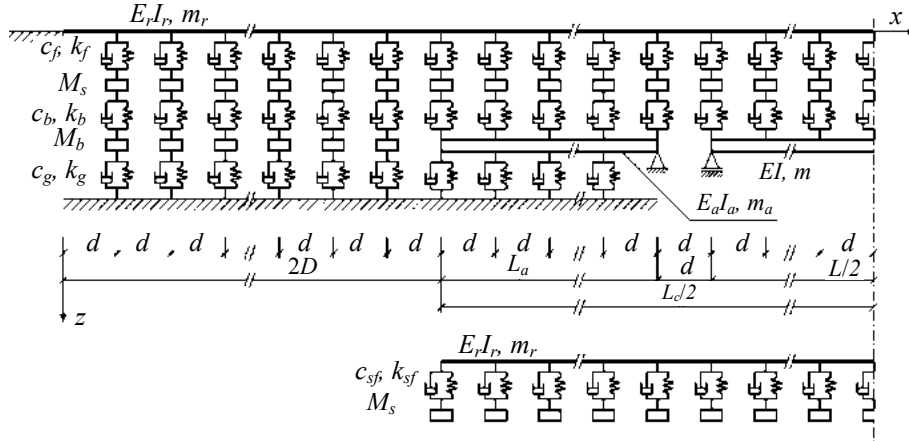 E_rI_r, m_r
x
c_f, k_f
M_s
c_b, k_b
M_b
c_g, k_g
EI, m
E_aI_a, m_a
d d d d d d d d d d d d
2D L_a d L/2
L_c/2
z
E_rI_r, m_r
c_sf, k_sf
M_s